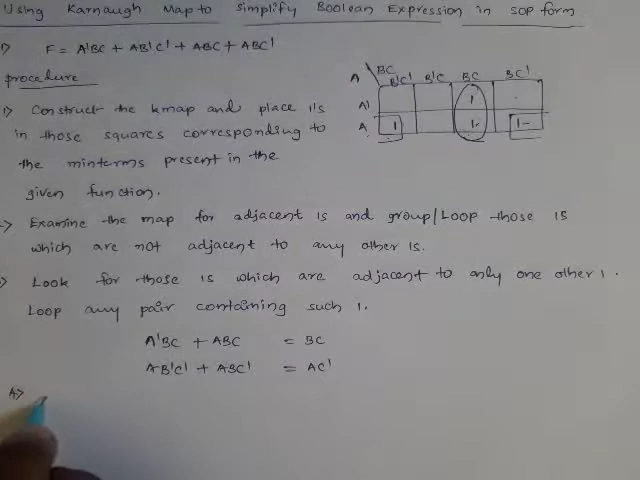 Using Karnaugh Map to simplify Boolean Expression in SOP form
1) F = A'BC + AB'C' + ABC + ABC'
procedure
A \ BC B'C' B'C BC BC'
A' 1
A 1 1 1
1) Construct the kmap and place 1s
in those squares corresponding to
the minterms present in the
given function.
> Examine the map for adjacent 1s and group/Loop those 1s
which are not adjacent to any other 1s.
> Look for those 1s which are adjacent to only one other 1.
Loop any pair containing such 1.
A'BC + ABC = BC
AB'C' + ABC' = AC'
4>